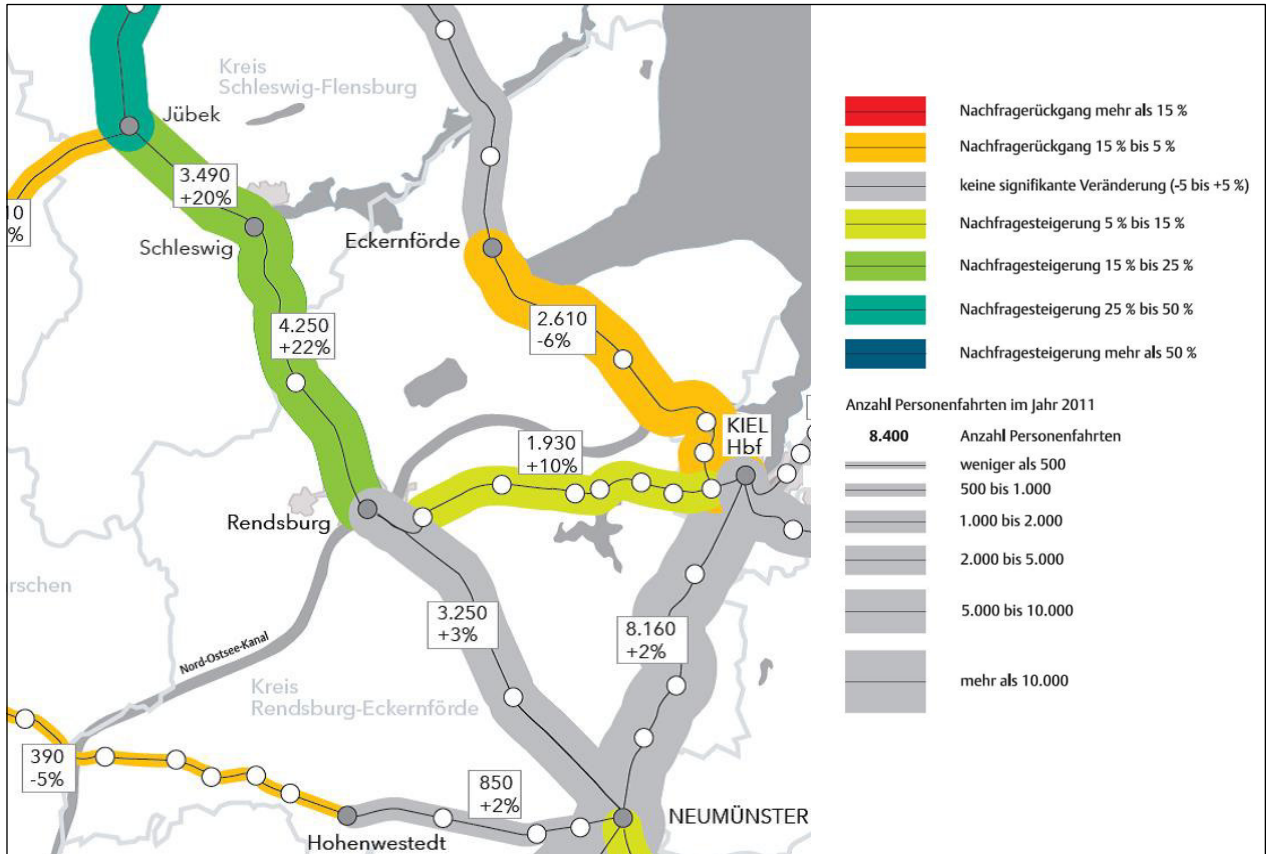 Kreis
Schleswig-Flensburg
Jübek
3.490
+20%
10
%
Schleswig
Eckernförde
4.250
+22%
2.610
-6%
KIEL
Hbf
1.930
+10%
Rendsburg
rschen
3.250
+3%
8.160
+2%
Nord-Ostsee-Kanal
Kreis
Rendsburg-Eckernförde
390
-5%
850
+2%
NEUMÜNSTER
Hohenwestedt
Nachfragerückgang mehr als 15 %
Nachfragerückgang 15 % bis 5 %
keine signifikante Veränderung (-5 bis +5 %)
Nachfragesteigerung 5 % bis 15 %
Nachfragesteigerung 15 % bis 25 %
Nachfragesteigerung 25 % bis 50 %
Nachfragesteigerung mehr als 50 %
Anzahl Personenfahrten im Jahr 2011
8.400 Anzahl Personenfahrten
weniger als 500
500 bis 1.000
1.000 bis 2.000
2.000 bis 5.000
5.000 bis 10.000
mehr als 10.000